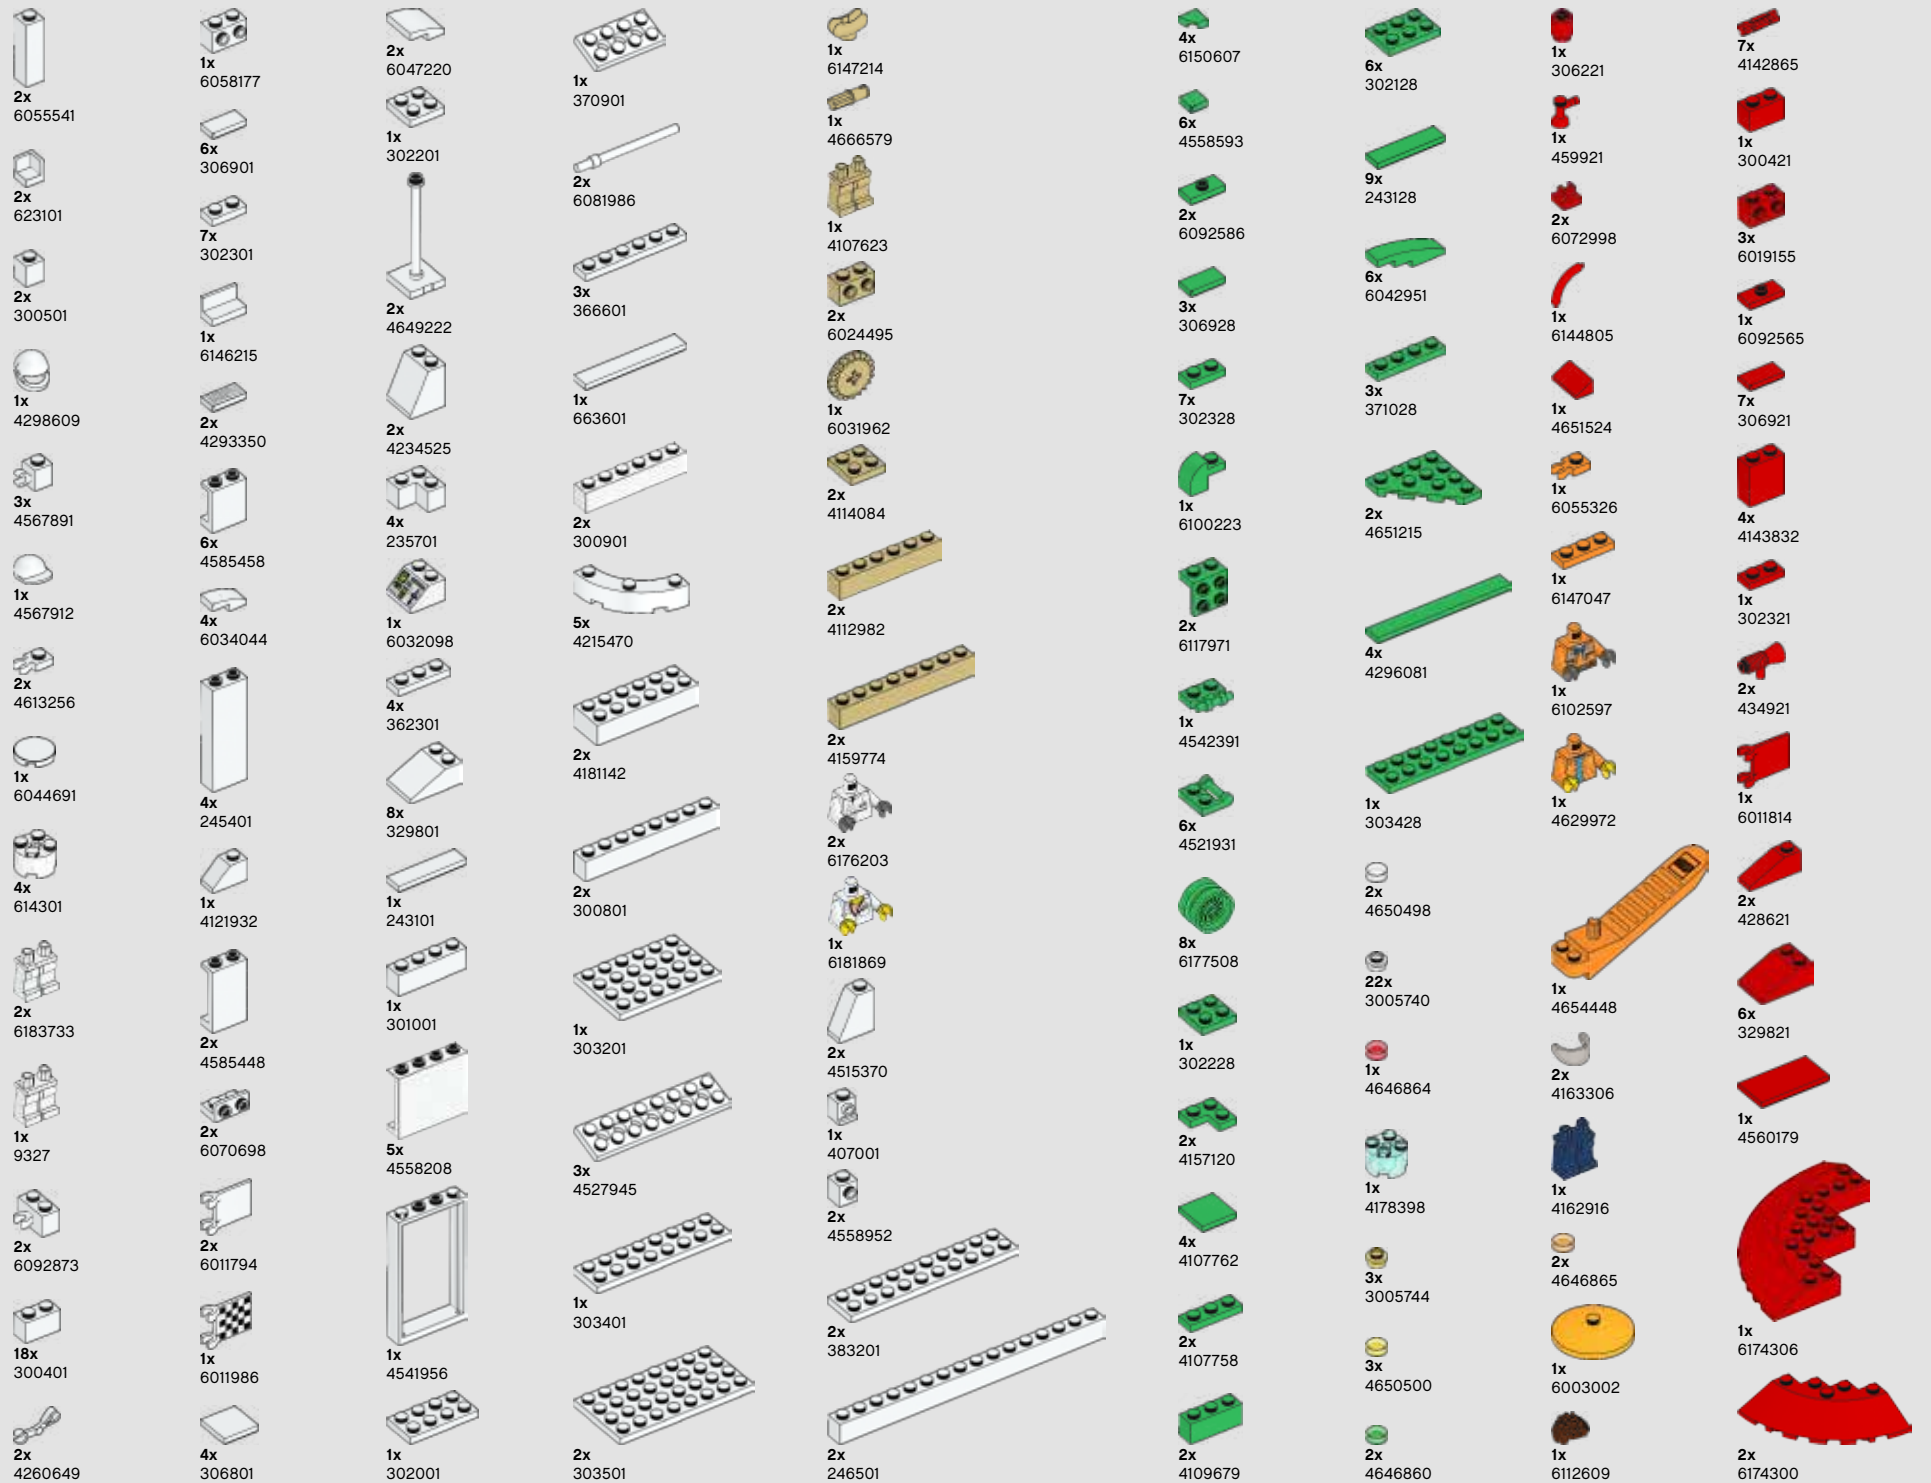 2x
6055541
2x
623101
2x
300501
1x
4298609
3x
4567891
1x
4567912
2x
4613256
1x
6044691
4x
614301
2x
6183733
1x
9327
2x
6092873
18x
300401
2x
4260649
1x
6058177
6x
306901
7x
302301
1x
6146215
2x
4293350
6x
4585458
4x
6034044
4x
245401
1x
4121932
2x
4585448
2x
6070698
2x
6011794
1x
6011986
4x
306801
2x
6047220
1x
302201
2x
4649222
2x
4234525
4x
235701
1x
6032098
4x
362301
8x
329801
1x
243101
1x
301001
5x
4558208
1x
4541956
1x
302001
1x
370901
2x
6081986
3x
366601
1x
663601
2x
300901
5x
4215470
2x
4181142
2x
300801
1x
303201
3x
4527945
1x
303401
2x
303501
1x
6147214
1x
4666579
1x
4107623
2x
6024495
1x
6031962
2x
4114084
2x
4112982
2x
4159774
2x
6176203
1x
6181869
2x
4515370
1x
407001
2x
4558952
2x
383201
2x
246501
4x
6150607
6x
4558593
2x
6092586
3x
306928
7x
302328
1x
6100223
2x
6117971
1x
4542391
6x
4521931
8x
6177508
1x
302228
2x
4157120
4x
4107762
2x
4107758
2x
4109679
6x
302128
9x
243128
6x
6042951
3x
371028
2x
4651215
4x
4296081
1x
303428
2x
4650498
22x
3005740
1x
4646864
1x
4178398
3x
3005744
3x
4650500
2x
4646860
1x
306221
1x
459921
2x
6072998
1x
6144805
1x
4651524
1x
6055326
1x
6147047
1x
6102597
1x
4629972
1x
4654448
2x
4163306
1x
4162916
2x
4646865
1x
6003002
1x
6112609
7x
4142865
1x
300421
3x
6019155
1x
6092565
7x
306921
4x
4143832
1x
302321
2x
434921
1x
6011814
2x
428621
6x
329821
1x
4560179
1x
6174306
2x
6174300